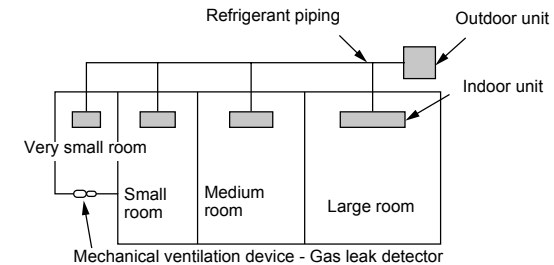 Refrigerant piping
Outdoor unit
Indoor unit
Very small room
Small
room
Medium
room
Large room
Mechanical ventilation device - Gas leak detector